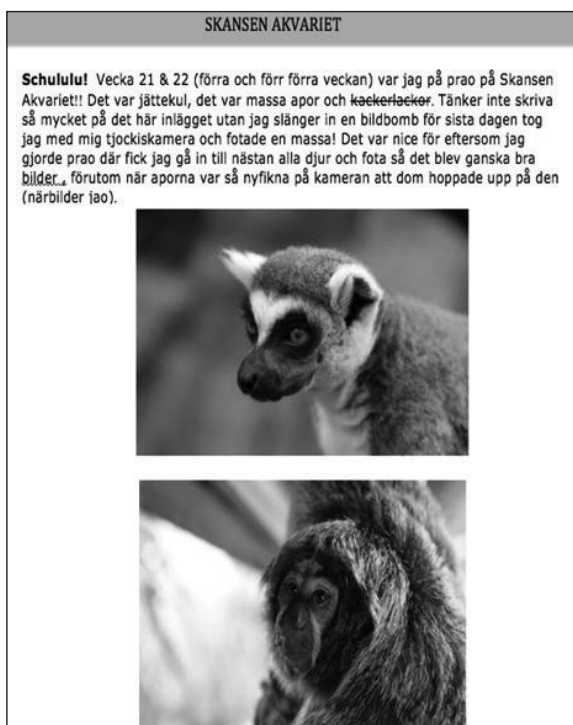 SKANSEN AKVARIET
Schululu! Vecka 21 & 22 (förra och förr förra veckan) var jag på prao på Skansen
Akvariet!! Det var jättekul, det var massa apor och kackerlackor. Tänker inte skriva
så mycket på det här inlägget utan jag slänger in en bildbomb för sista dagen tog
jag med mig tjockiskamera och fotade en massa! Det var nice för eftersom jag
gjorde prao där fick jag gå in till nästan alla djur och fota så det blev ganska bra
bilder , förutom när aporna var så nyfikna på kameran att dom hoppade upp på den
(närbilder jao).